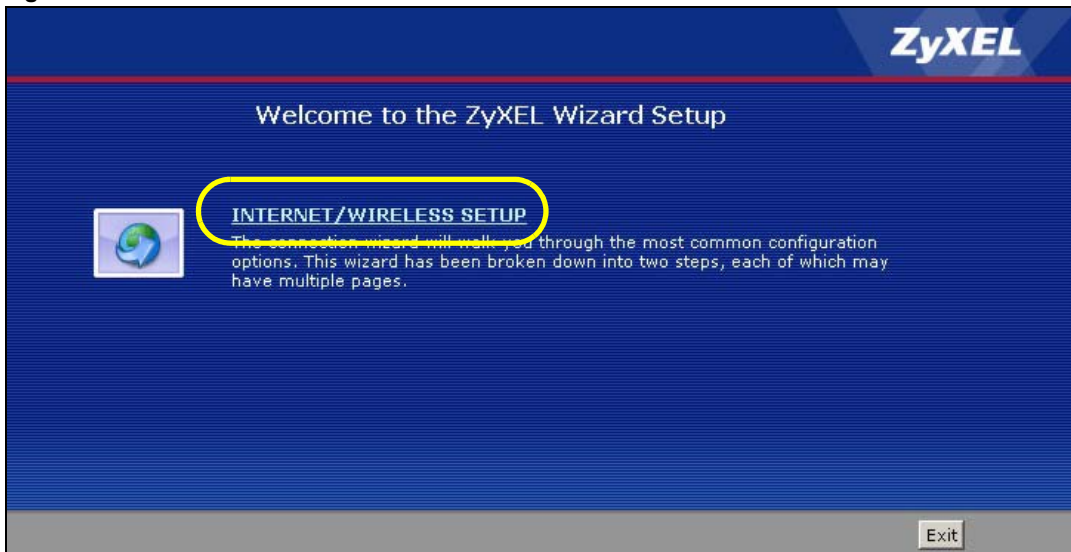 ZyXEL
Welcome to the ZyXEL Wizard Setup
INTERNET/WIRELESS SETUP
The connection wizard will walk you through the most common configuration
options. This wizard has been broken down into two steps, each of which may
have multiple pages.
Exit